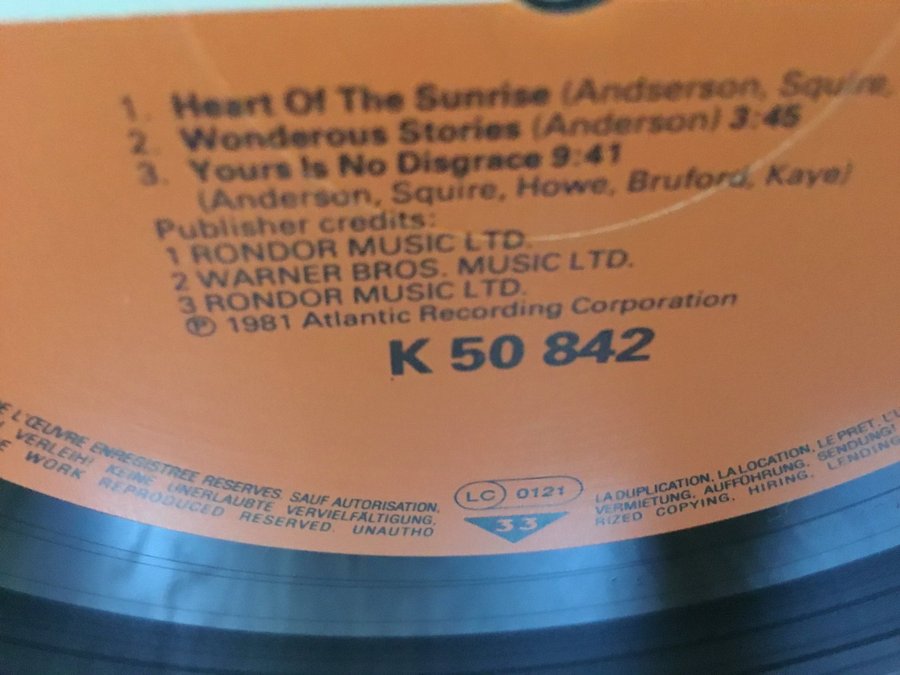 1. Heart Of The Sunrise (Andserson, Squire,
2. Wonderous Stories (Anderson) 3:45
3. Yours Is No Disgrace 9:41
(Anderson, Squire, Howe, Bruford, Kaye)
Publisher credits:
1 RONDOR MUSIC LTD.
2 WARNER BROS. MUSIC LTD.
3 RONDOR MUSIC LTD.
℗ 1981 Atlantic Recording Corporation
K 50 842
DE L'ŒUVRE ENREGISTREE RESERVES. SAUF AUTORISATION,
VERLEIH! KEINE UNERLAUBTE VERVIELFÄLTIGUNG,
WORK REPRODUCED RESERVED. UNAUTHO
LC 0121
33
LA DUPLICATION, LA LOCATION, LE PRET, L'
VERMIETUNG, AUFFÜHRUNG, SENDUNG!
RIZED COPYING, HIRING, LENDING